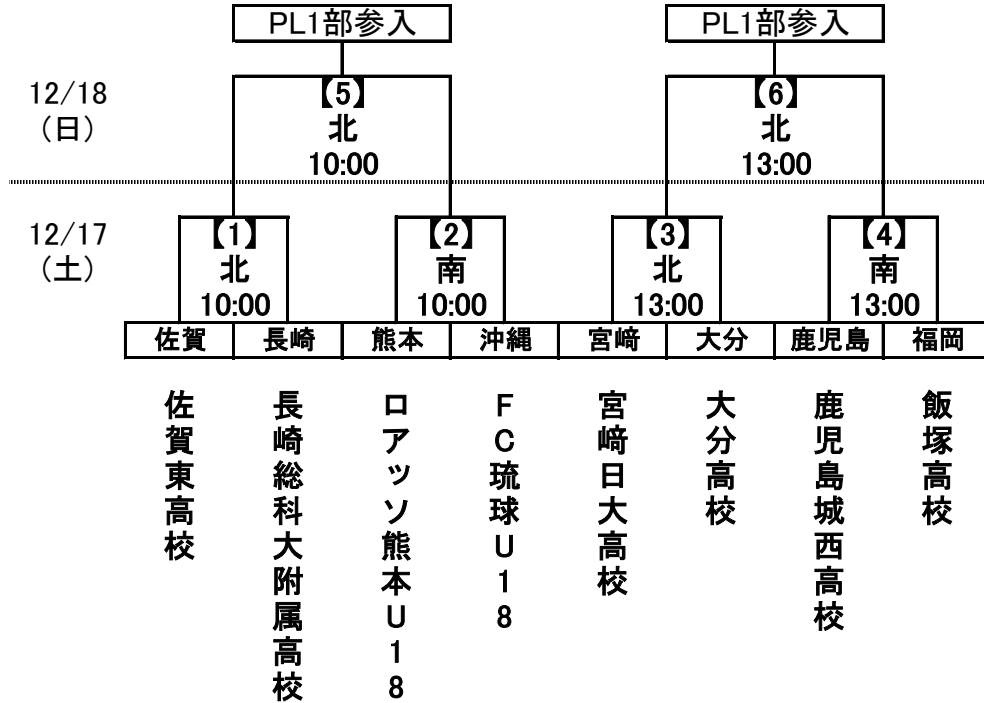 PL1部参入
PL1部参入
12/18
（日）
【5】
北
10:00
【6】
北
13:00
12/17
（土）
【1】
北
10:00
【2】
南
10:00
【3】
北
13:00
【4】
南
13:00
佐賀 長崎 熊本 沖縄 宮﨑 大分 鹿児島 福岡
佐賀東高校
長崎総科大附属高校
ロアッソ熊本U18
FC琉球U18
宮﨑日大高校
大分高校
鹿児島城西高校
飯塚高校